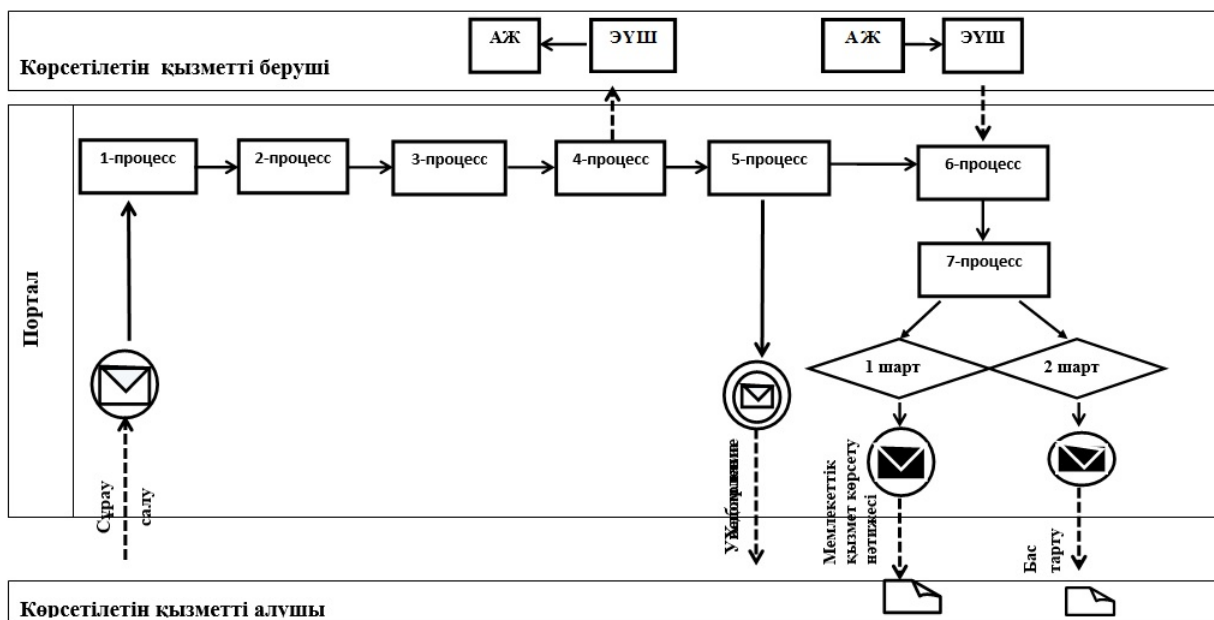 АЖ
ЭҮШ
АЖ
ЭҮШ
Көрсетілетін қызметті беруші
Портал
1-процесс
2-процесс
3-процесс
4-процесс
5-процесс
6-процесс
7-процесс
1 шарт
2 шарт
Сұрау
салу
Мемлекеттік
қызмет көрсету
нәтижесі
Бас
тарту
Көрсетілетін қызметті алушы